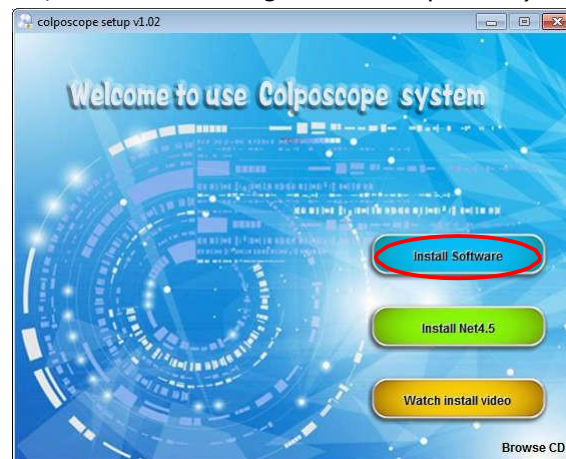 colposcope setup v1.02
Welcome to use Colposcope system
Install Software
Install Net4.5
Watch install video
Browse CD